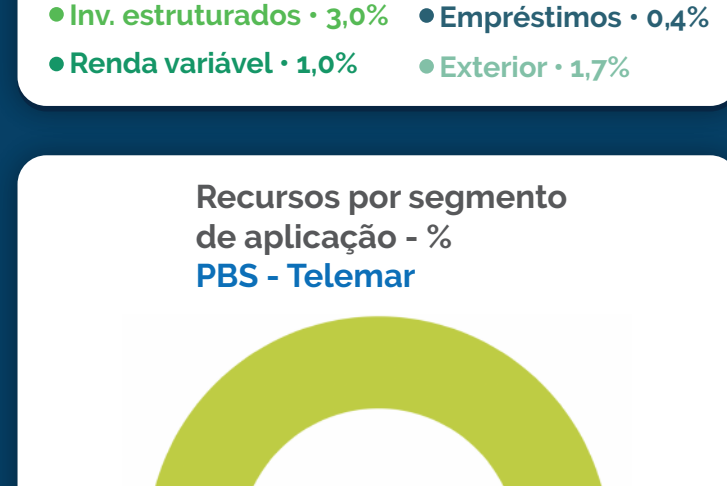 Inv. estruturados • 3,0%
Empréstimos • 0,4%
Renda variável • 1,0%
Exterior • 1,7%
Recursos por segmento
de aplicação - %
PBS - Telemar